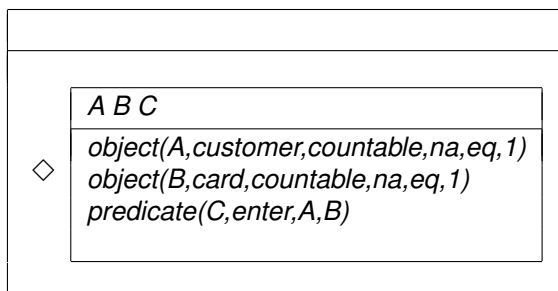 A B C
object(A,customer,countable,na,eq,1)
◇ object(B,card,countable,na,eq,1)
predicate(C,enter,A,B)